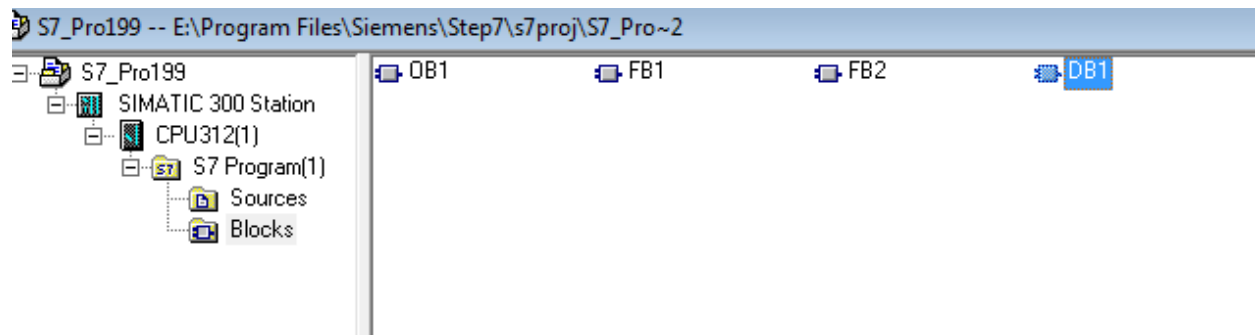 S7_Pro199 -- E:\Program Files\Siemens\Step7\s7proj\S7_Pro~2
S7_Pro199
SIMATIC 300 Station
CPU312(1)
S7 Program(1)
Sources
Blocks
OB1 FB1 FB2 DB1